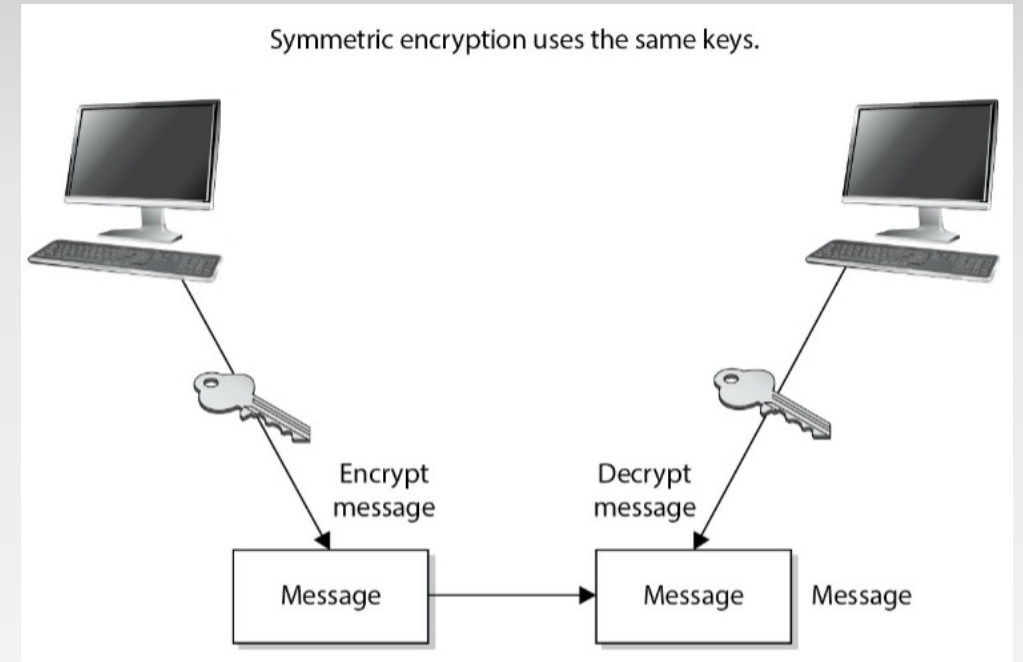 Symmetric encryption uses the same keys.
Encrypt
message
Decrypt
message
Message
Message
Message